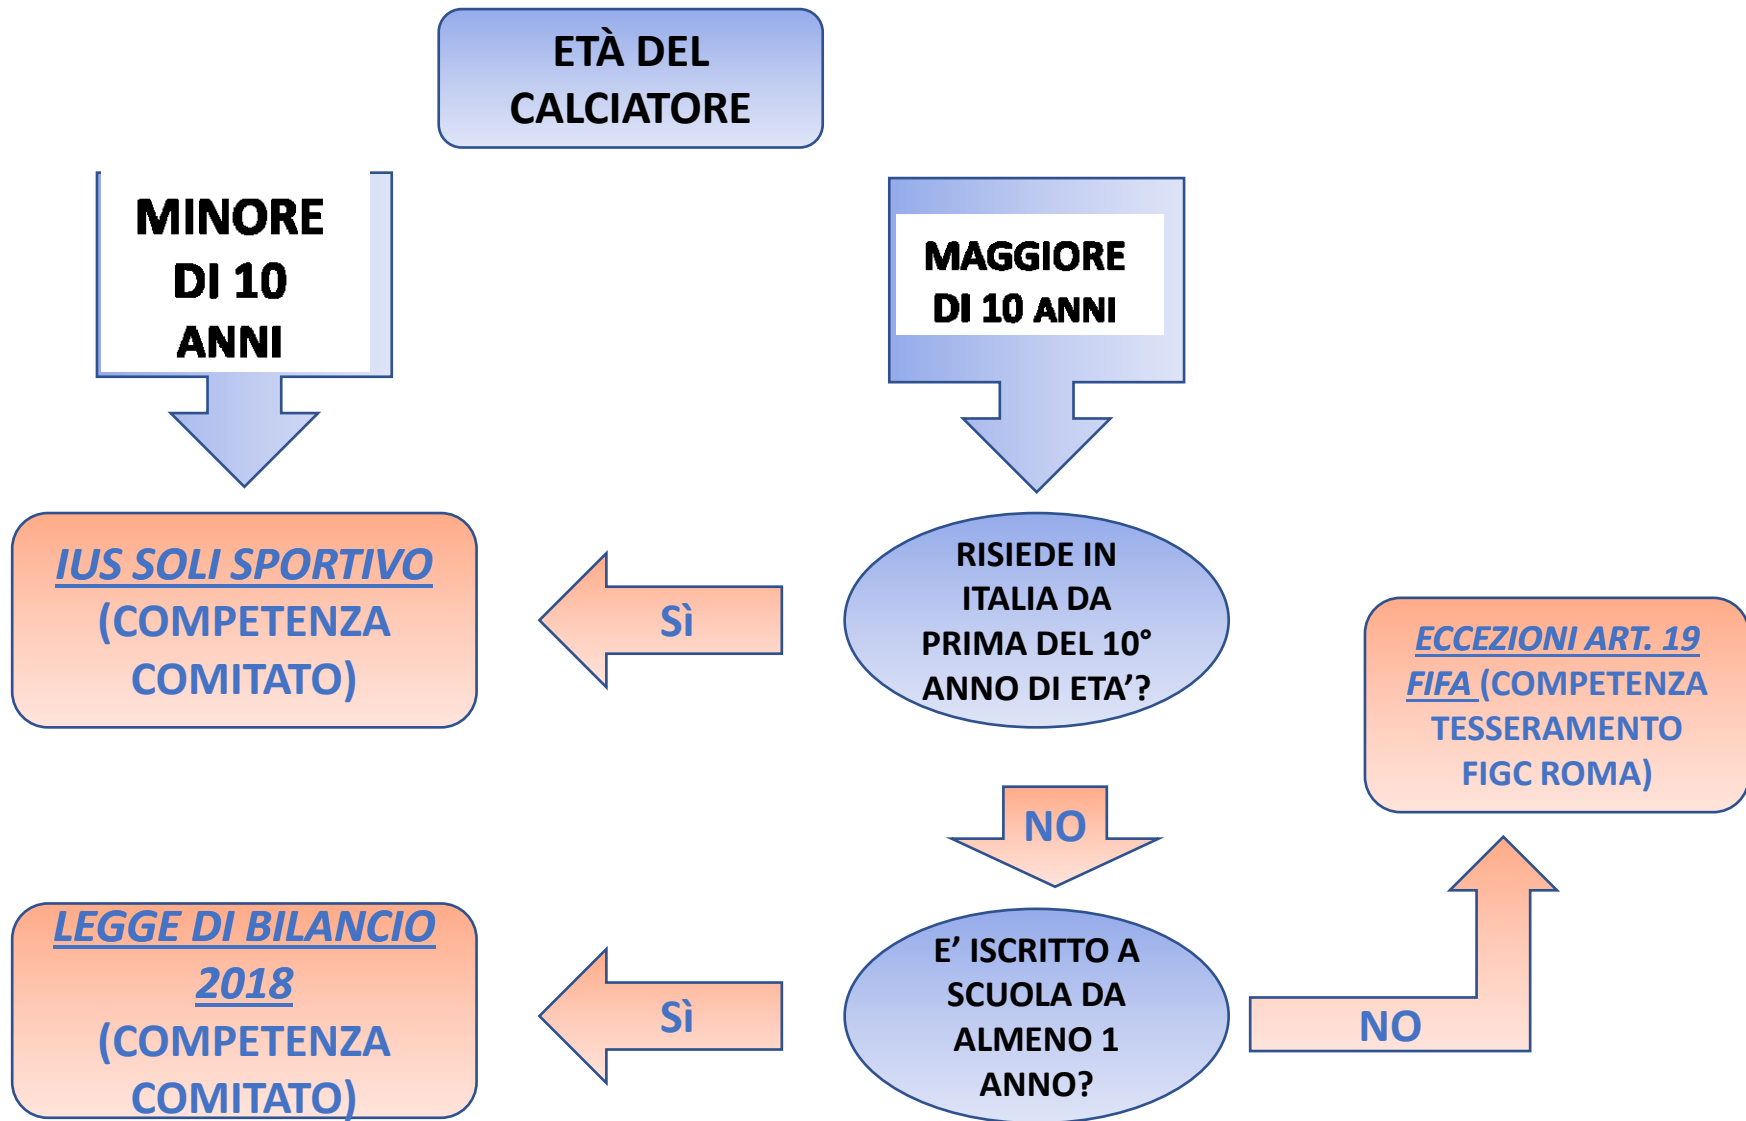 ETÀ DEL
CALCIATORE
MINORE
DI 10
ANNI
MAGGIORE
DI 10 ANNI
IUS SOLI SPORTIVO
(COMPETENZA
COMITATO)
Sì
RISIEDE IN
ITALIA DA
PRIMA DEL 10°
ANNO DI ETA’?
ECCEZIONI ART. 19
FIFA (COMPETENZA
TESSERAMENTO
FIGC ROMA)
NO
LEGGE DI BILANCIO
2018
(COMPETENZA
COMITATO)
Sì
E’ ISCRITTO A
SCUOLA DA
ALMENO 1
ANNO?
NO